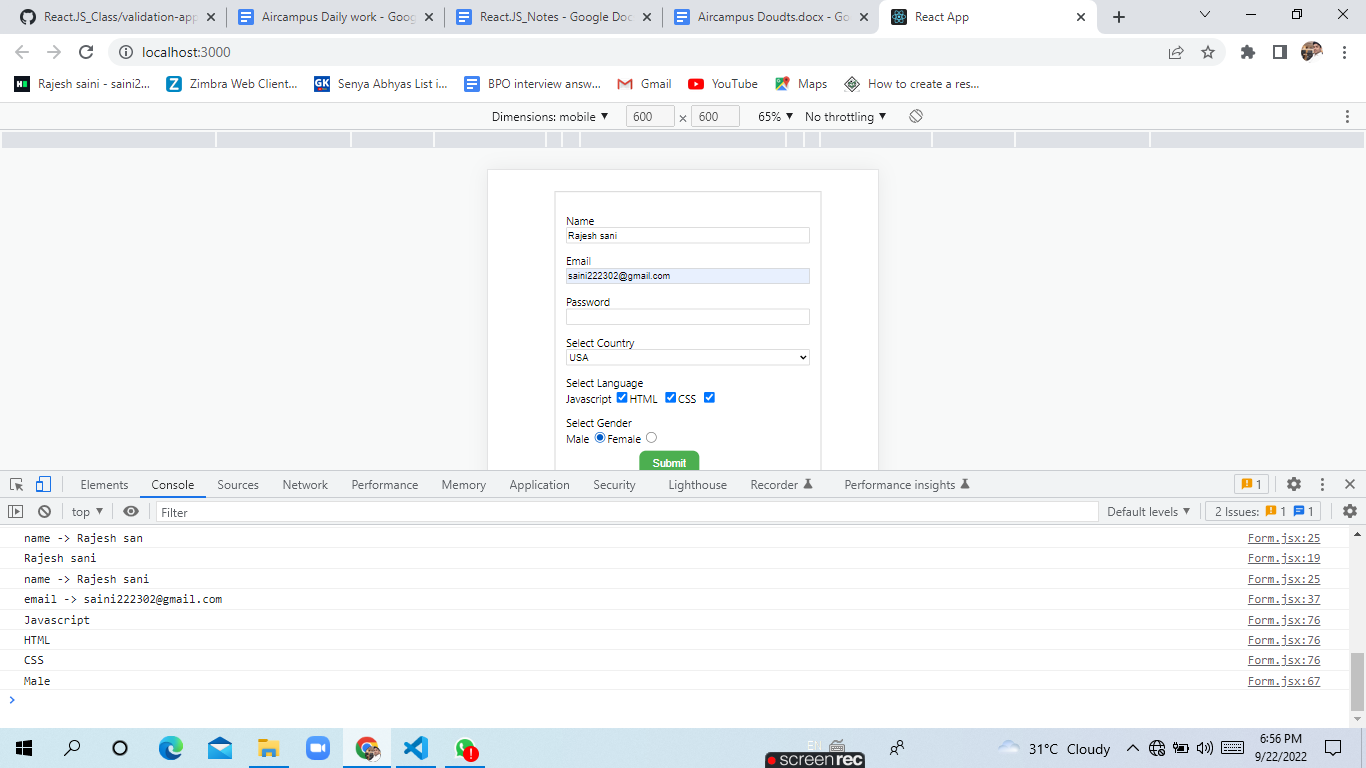 React.JS_Class/validation-app
Aircampus Daily work - Goog
React.JS_Notes - Google Doc
Aircampus Doudts.docx - Go
React App
localhost:3000
Rajesh saini - saini2...
Zimbra Web Client...
GK
Senya Abhyas List i...
BPO interview answ...
Gmail
YouTube
Maps
How to create a res...
Dimensions: mobile ▼ 600 × 600 65% ▼ No throttling ▼
Name
Rajesh sani
Email
saini222302@gmail.com
Password
Select Country
USA
Select Language
Javascript HTML CSS
Select Gender
Male Female
Submit
Elements Console Sources Network Performance Memory Application Security Lighthouse Recorder Performance insights 1
top ▼ Filter Default levels ▼ 2 Issues: 1 1
name -> Rajesh san Form.jsx:25
Rajesh sani Form.jsx:19
name -> Rajesh sani Form.jsx:25
email -> saini222302@gmail.com Form.jsx:37
Javascript Form.jsx:76
HTML Form.jsx:76
CSS Form.jsx:76
Male Form.jsx:67
EN
screenrec
31°C Cloudy
6:56 PM
9/22/2022